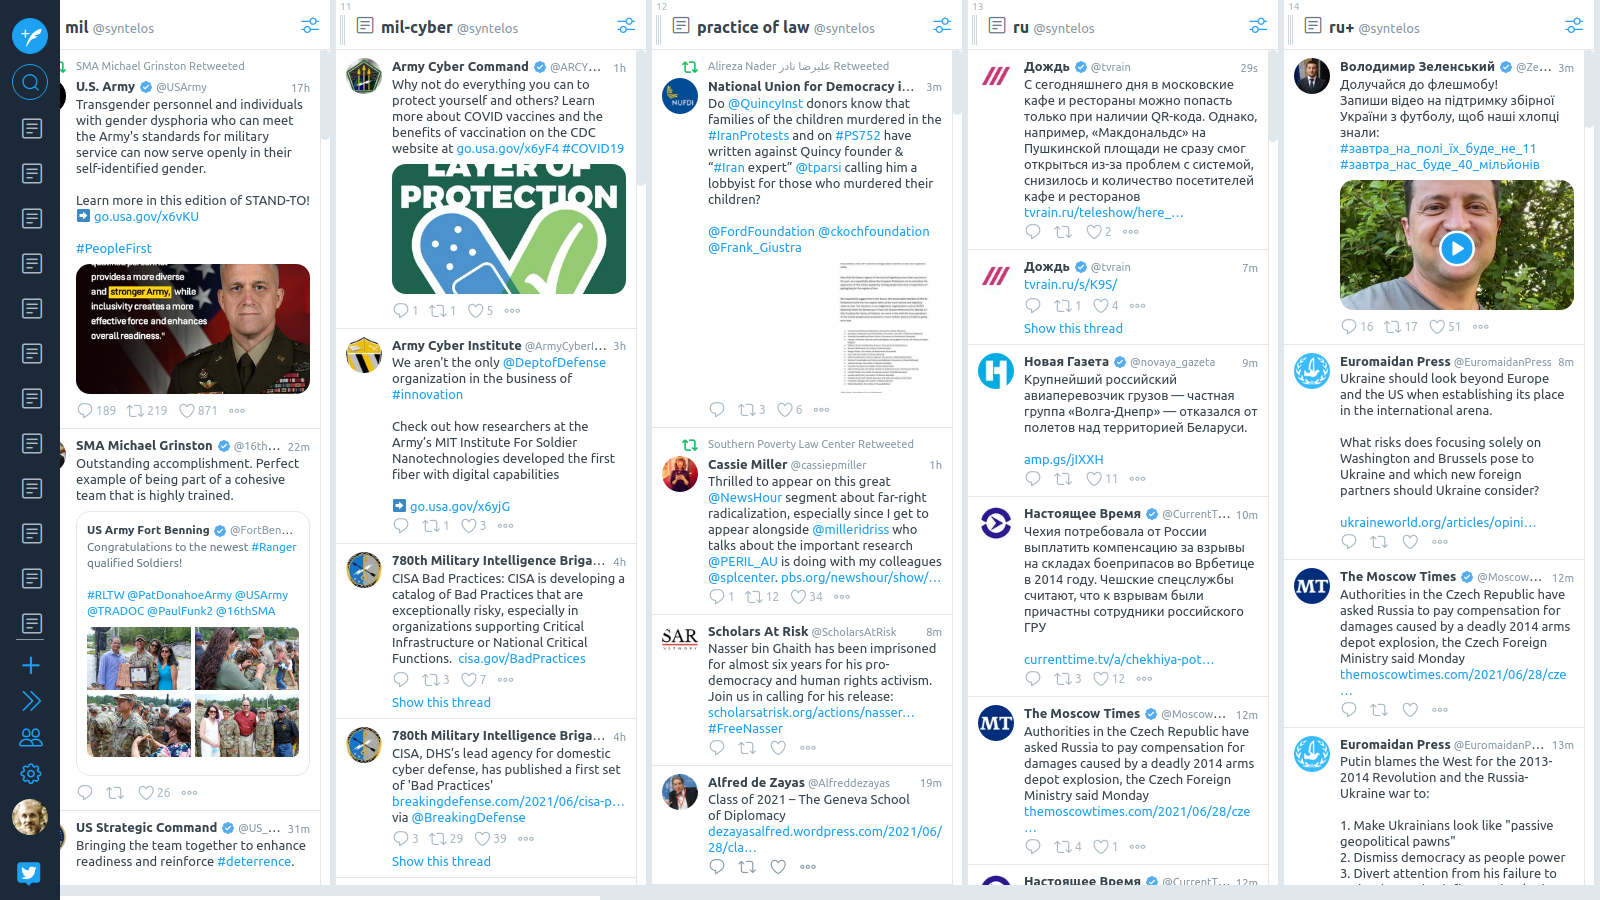 mil @syntelos
SMA Michael Grinston Retweeted
U.S. Army @USArmy 17h
Transgender personnel and individuals
with gender dysphoria who can meet
the Army's standards for military
service can now serve openly in their
self-identified gender.
Learn more in this edition of STAND-TO!
➡ go.usa.gov/x6vKU
#PeopleFirst
provides a more diverse
and stronger Army, while
inclusivity creates a more
effective force and enhances
overall readiness."
189 219 871
SMA Michael Grinston @16th… 22m
Outstanding accomplishment. Perfect
example of being part of a cohesive
team that is highly trained.
US Army Fort Benning @FortBen…
Congratulations to the newest #Ranger
qualified Soldiers!
#RLTW @PatDonahoeArmy @USArmy
@TRADOC @PaulFunk2 @16thSMA
26
US Strategic Command @US_… 31m
Bringing the team together to enhance
readiness and reinforce #deterrence.
11
mil-cyber @syntelos
Army Cyber Command @ARCY… 1h
Why not do everything you can to
protect yourself and others? Learn
more about COVID vaccines and the
benefits of vaccination on the CDC
website at go.usa.gov/x6yF4 #COVID19
LAYER OF
PROTECTION
1 1 5
Army Cyber Institute @ArmyCyberI… 3h
We aren't the only @DeptofDefense
organization in the business of
#innovation
Check out how researchers at the
Army's MIT Institute For Soldier
Nanotechnologies developed the first
fiber with digital capabilities
➡ go.usa.gov/x6yjG
1 3
780th Military Intelligence Briga… 4h
CISA Bad Practices: CISA is developing a
catalog of Bad Practices that are
exceptionally risky, especially in
organizations supporting Critical
Infrastructure or National Critical
Functions. cisa.gov/BadPractices
3 7
Show this thread
780th Military Intelligence Briga… 4h
CISA, DHS's lead agency for domestic
cyber defense, has published a first set
of 'Bad Practices'
breakingdefense.com/2021/06/cisa-p…
via @BreakingDefense
3 29 39
Show this thread
12
practice of law @syntelos
Alireza Nader علیرضا نادر Retweeted
NUFDI
National Union for Democracy i… 3m
Do @QuincyInst donors know that
families of the children murdered in the
#IranProtests and on #PS752 have
written against Quincy founder &
“#Iran expert” @tparsi calling him a
lobbyist for those who murdered their
children?
@FordFoundation @ckochfoundation
@Frank_Giustra
3 6
Southern Poverty Law Center Retweeted
Cassie Miller @cassiepmiller 1h
Thrilled to appear on this great
@NewsHour segment about far-right
radicalization, especially since I get to
appear alongside @milleridriss who
talks about the important research
@PERIL_AU is doing with my colleagues
@splcenter. pbs.org/newshour/show/…
1 12 34
SAR
NETWORK
Scholars At Risk @ScholarsAtRisk 8m
Nasser bin Ghaith has been imprisoned
for almost six years for his pro-
democracy and human rights activism.
Join us in calling for his release:
scholarsatrisk.org/actions/nasser…
#FreeNasser
Alfred de Zayas @Alfreddezayas 19m
Class of 2021 – The Geneva School
of Diplomacy
dezayasalfred.wordpress.com/2021/06/
28/cla…
13
ru @syntelos
Дождь @tvrain 29s
С сегодняшнего дня в московские
кафе и рестораны можно попасть
только при наличии QR-кода. Однако,
например, «Макдональдс» на
Пушкинской площади не сразу смог
открыться из-за проблем с системой,
снизилось и количество посетителей
кафе и ресторанов
tvrain.ru/teleshow/here_…
2
Дождь @tvrain 7m
tvrain.ru/s/K9S/
1 4
Show this thread
Новая Газета @novaya_gazeta 9m
Крупнейший российский
авиаперевозчик грузов — частная
группа «Волга-Днепр» — отказался от
полетов над территорией Беларуси.
amp.gs/jIXXH
11
Настоящее Время @CurrentT… 10m
Чехия потребовала от России
выплатить компенсацию за взрывы
на складах боеприпасов во Врбетице
в 2014 году. Чешские спецслужбы
считают, что к взрывам были
причастны сотрудники российского
ГРУ
currenttime.tv/a/chekhiya-pot…
3 12
MT
The Moscow Times @Moscow… 12m
Authorities in the Czech Republic have
asked Russia to pay compensation for
damages caused by a deadly 2014 arms
depot explosion, the Czech Foreign
Ministry said Monday
themoscowtimes.com/2021/06/28/cze
…
4 1
Настоящее Время @CurrentT… 12m
14
ru+ @syntelos
Володимир Зеленський @Ze… 3m
Долучайся до флешмобу!
Запиши відео на підтримку збірної
України з футболу, щоб наші хлопці
знали:
#завтра_на_полі_їх_буде_не_11
#завтра_нас_буде_40_мільйонів
16 17 51
Euromaidan Press @EuromaidanPress 8m
Ukraine should look beyond Europe
and the US when establishing its place
in the international arena.
What risks does focusing solely on
Washington and Brussels pose to
Ukraine and which new foreign
partners should Ukraine consider?
ukraineworld.org/articles/opini…
MT
The Moscow Times @Moscow… 12m
Authorities in the Czech Republic have
asked Russia to pay compensation for
damages caused by a deadly 2014 arms
depot explosion, the Czech Foreign
Ministry said Monday
themoscowtimes.com/2021/06/28/cze
…
Euromaidan Press @EuromaidanP… 13m
Putin blames the West for the 2013-
2014 Revolution and the Russia-
Ukraine war to:
1. Make Ukrainians look like "passive
geopolitical pawns"
2. Dismiss democracy as people power
3. Divert attention from his failure to